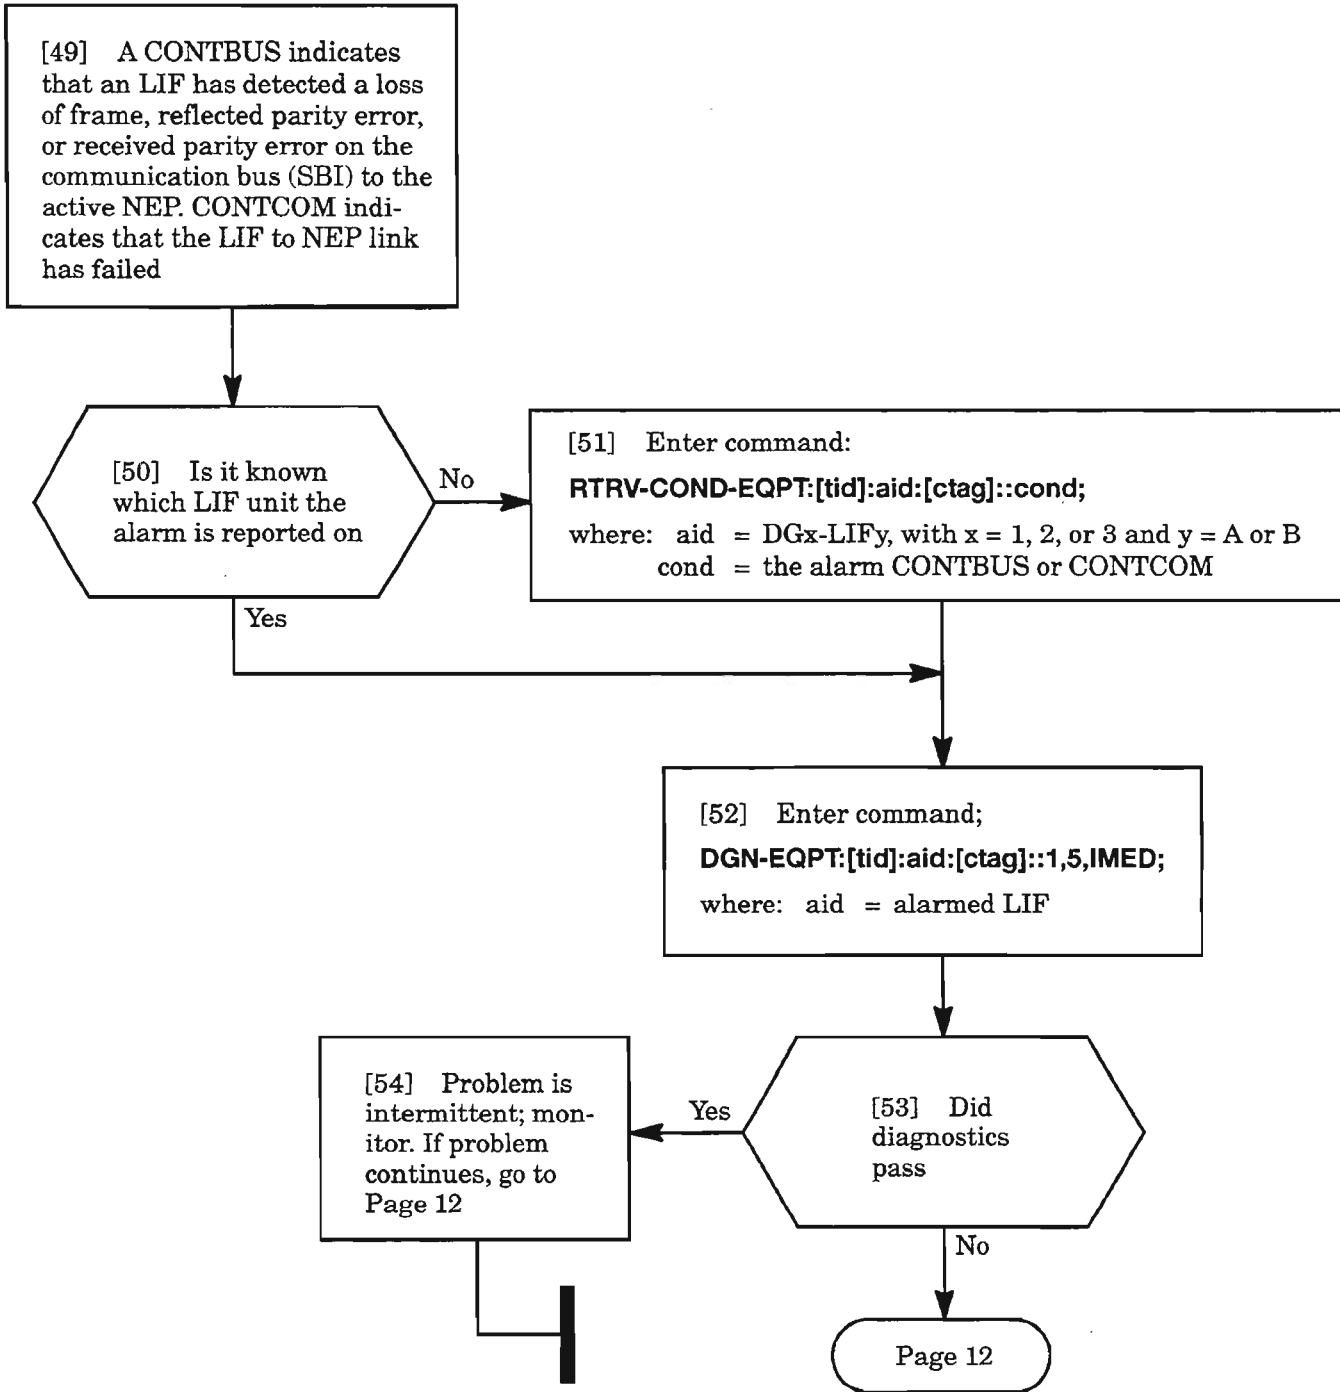 [49] A CONTBUS indicates
that an LIF has detected a loss
of frame, reflected parity error,
or received parity error on the
communication bus (SBI) to the
active NEP. CONTCOM indi-
cates that the LIF to NEP link
has failed
[50] Is it known
which LIF unit the
alarm is reported on
No
Yes
[51] Enter command:
RTRV-COND-EQPT:[tid]:aid:[ctag]::cond;
where: aid = DGx-LIFy, with x = 1, 2, or 3 and y = A or B
cond = the alarm CONTBUS or CONTCOM
[52] Enter command;
DGN-EQPT:[tid]:aid:[ctag]::1,5,IMED;
where: aid = alarmed LIF
[53] Did
diagnostics
pass
Yes
[54] Problem is
intermittent; mon-
itor. If problem
continues, go to
Page 12
No
Page 12